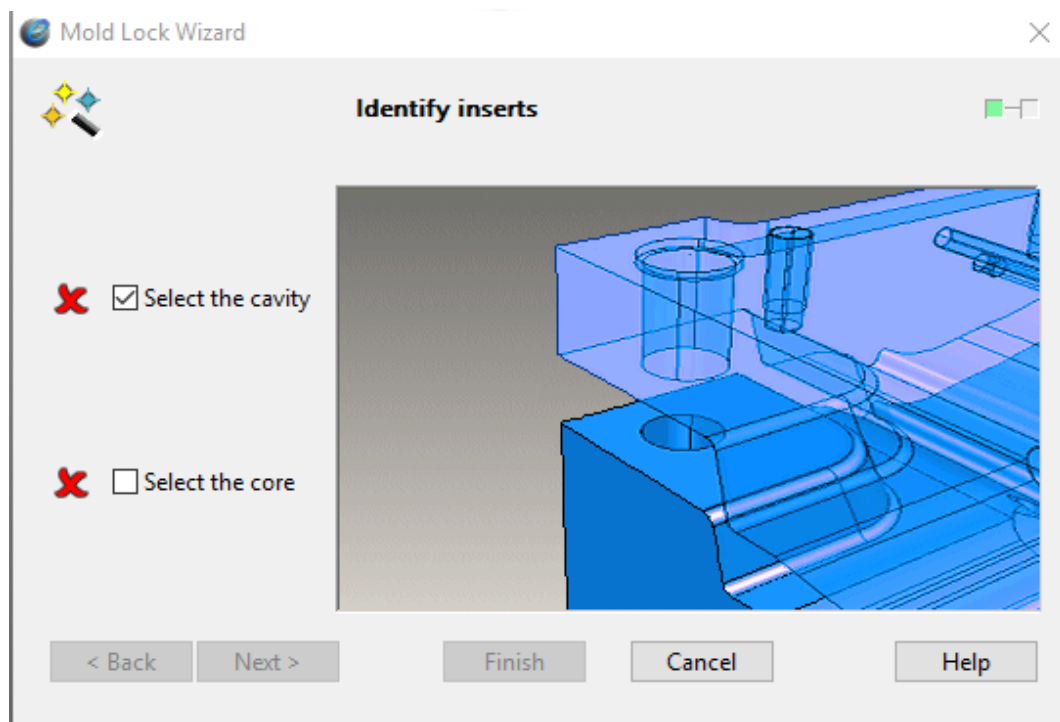 Mold Lock Wizard
Identify inserts
Select the cavity
Select the core
< Back
Next >
Finish
Cancel
Help